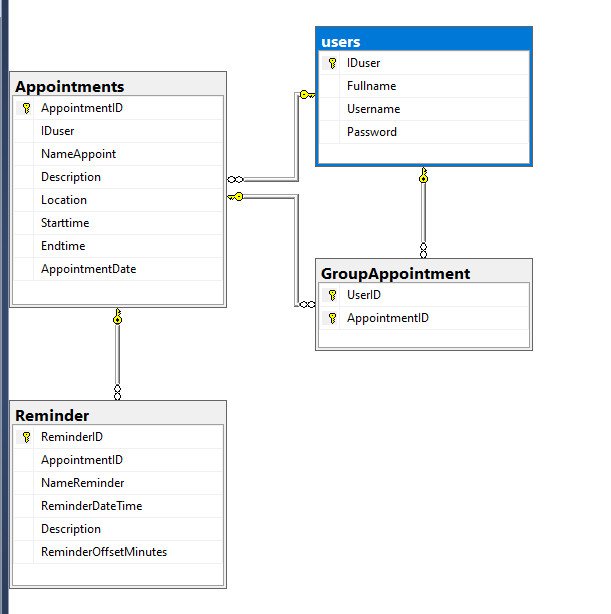 users
IDuser
Fullname
Username
Password
Appointments
AppointmentID
IDuser
NameAppoint
Description
Location
Starttime
Endtime
AppointmentDate
GroupAppointment
UserID
AppointmentID
Reminder
ReminderID
AppointmentID
NameReminder
ReminderDateTime
Description
ReminderOffsetMinutes